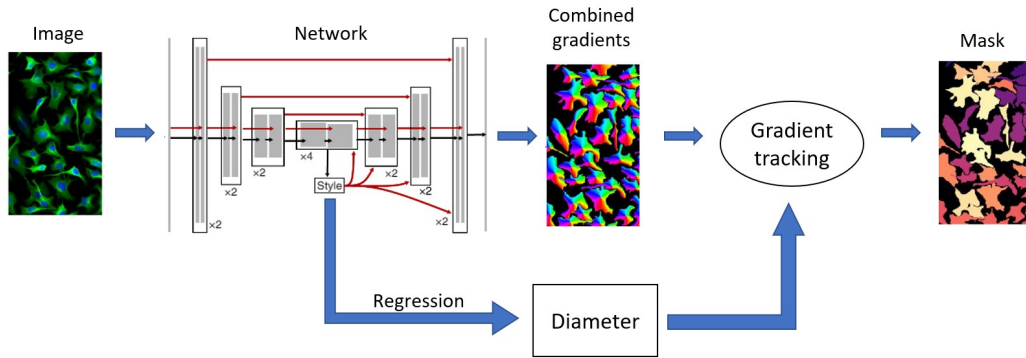 Image
Network
Combined
gradients
Mask
×4
×2
×2
×2
×2
×2
×2
Style
Gradient
tracking
Regression
Diameter